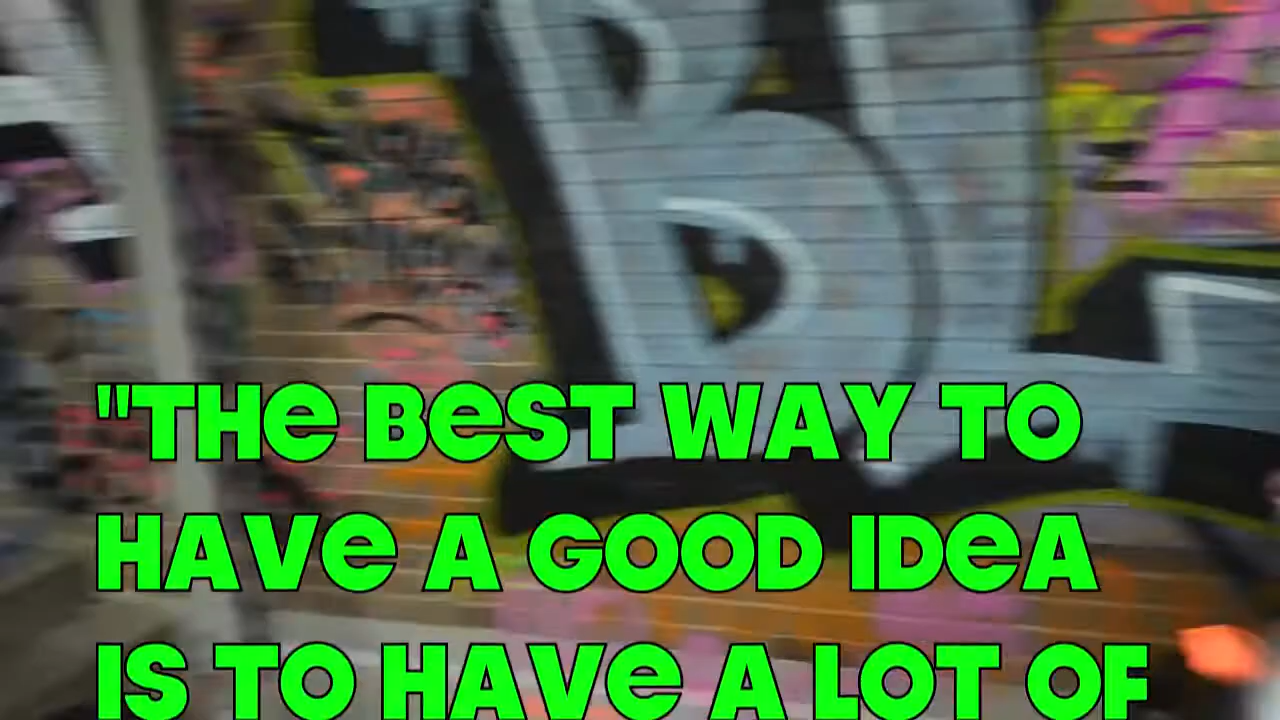 "THE BEST WAY TO
HAVE A GOOD IDEA
IS TO HAVE A LOT OF